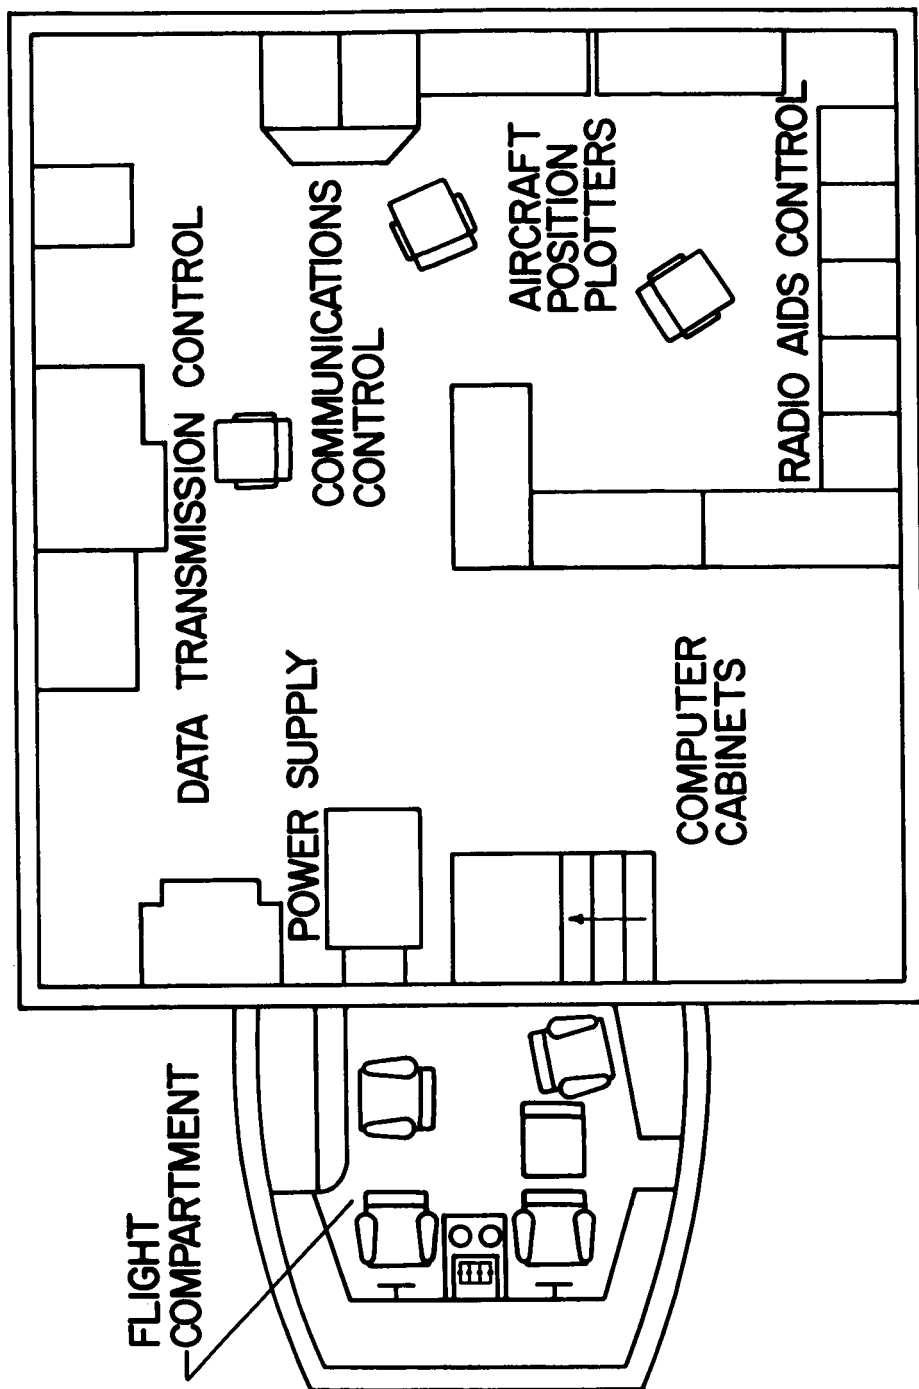 FLIGHT
COMPARTMENT
DATA TRANSMISSION CONTROL
POWER SUPPLY
COMMUNICATIONS
CONTROL
AIRCRAFT
POSITION
PLOTTERS
COMPUTER
CABINETS
RADIO AIDS CONTROL